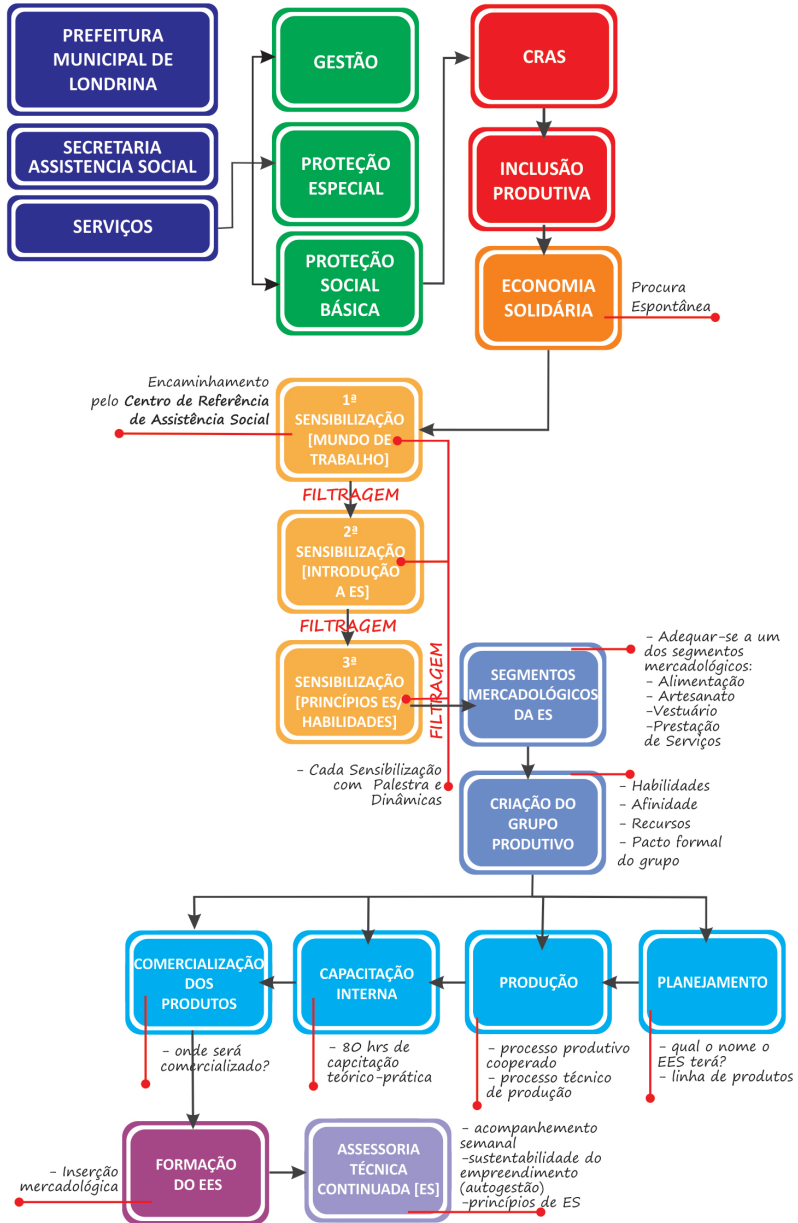 PREFEITURA
MUNICIPAL DE
LONDRINA
SECRETARIA
ASSISTENCIA SOCIAL
SERVIÇOS
GESTÃO
PROTEÇÃO
ESPECIAL
PROTEÇÃO
SOCIAL
BÁSICA
CRAS
INCLUSÃO
PRODUTIVA
ECONOMIA
SOLIDÁRIA
Procura
Espontânea
Encaminhamento
pelo Centro de Referência
de Assistência Social
1ª
SENSIBILIZAÇÃO
[MUNDO DE
TRABALHO]
FILTRAGEM
2ª
SENSIBILIZAÇÃO
[INTRODUÇÃO
A ES]
FILTRAGEM
3ª
SENSIBILIZAÇÃO
[PRINCÍPIOS ES/
HABILIDADES]
FILTRAGEM
- Cada Sensibilização
com Palestra e
Dinâmicas
SEGMENTOS
MERCADOLÓGICOS
DA ES
- Adequar-se a um
dos segmentos
mercadológicos:
- Alimentação
- Artesanato
-Vestuário
-Prestação
de Serviços
CRIAÇÃO DO
GRUPO
PRODUTIVO
- Habilidades
- Afinidade
- Recursos
- Pacto formal
do grupo
COMERCIALIZAÇÃO
DOS
PRODUTOS
- onde será
comercializado?
CAPACITAÇÃO
INTERNA
- 80 hrs de
capcitação
teórico-prática
PRODUÇÃO
- processo produtivo
cooperado
- processo técnico
de produção
PLANEJAMENTO
- qual o nome o
EES terá?
- linha de produtos
FORMAÇÃO
DO EES
- Inserção
mercadológica
ASSESSORIA
TÉCNICA
CONTINUADA [ES]
- acompanhemento
semanal
-sustentabilidade do
empreendimento
(autogestão)
-princípios de ES